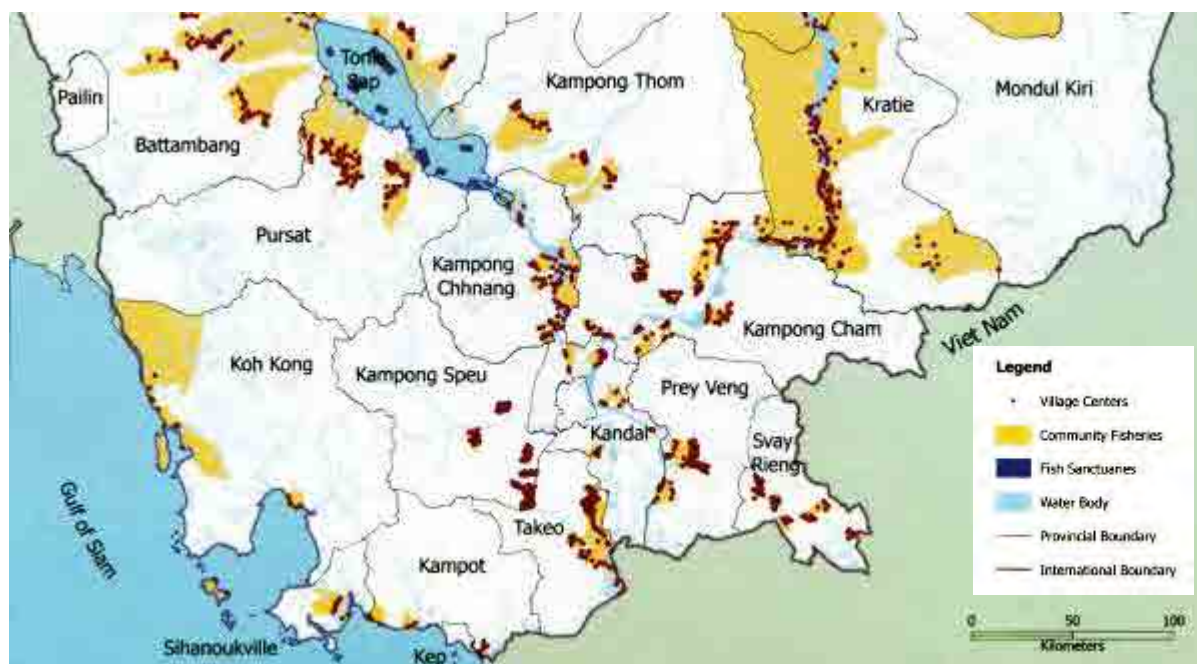 Tonle
Sap
Kampong Thom
Kratie
Mondul Kiri
Pailin
Battambang
Pursat
Kampong
Chhnang
Kampong Cham
Viet Nam
Koh Kong
Kampong Speu
Prey Veng
Kandal
Svay
Rieng
Gulf of Siam
Takeo
Kampot
Sihanoukville
Kep
Legend
Village Centers
Community Fisheries
Fish Sanctuaries
Water Body
Provincial Boundary
International Boundary
0 50 100
Kilometers